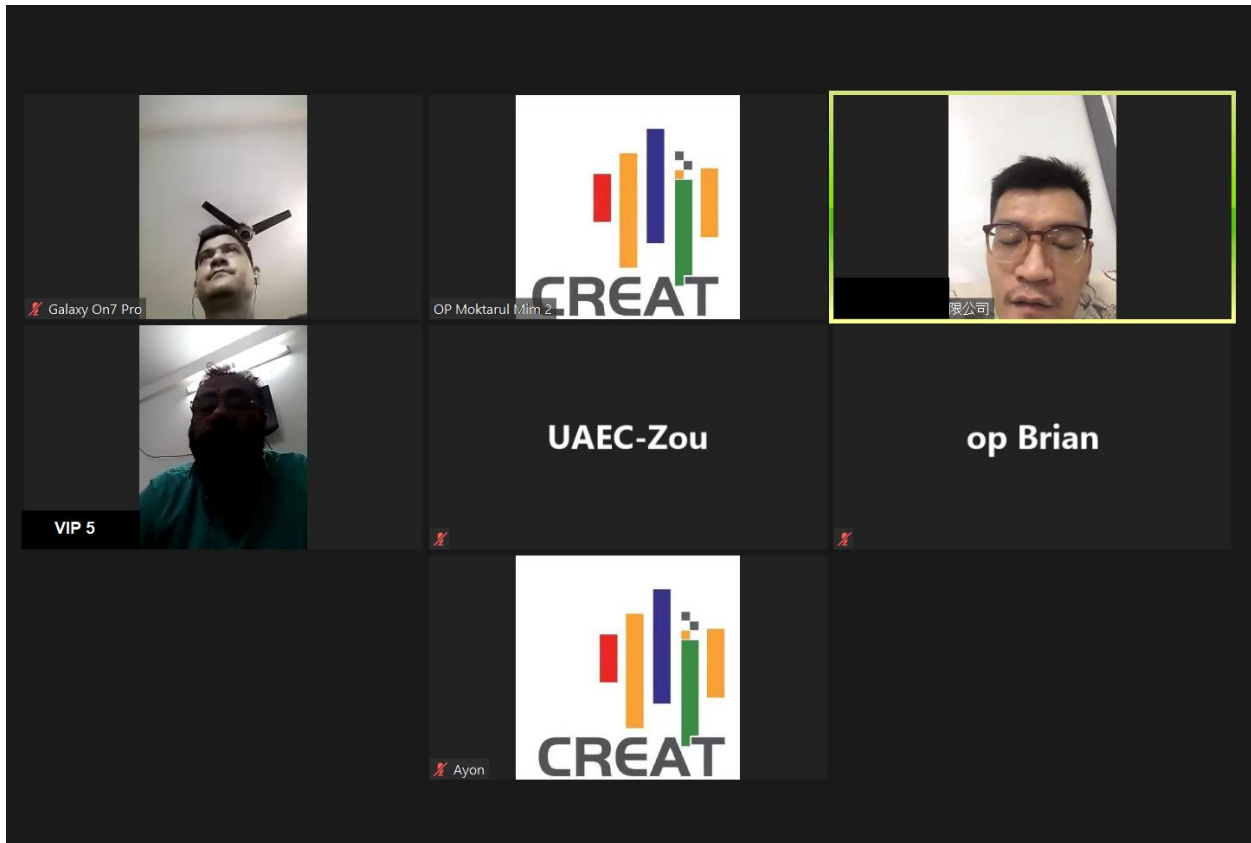 CREAT
Galaxy On7 Pro
OP Moktarul Mim 2
限公司
VIP 5
UAEC-Zou
op Brian
CREAT
Ayon